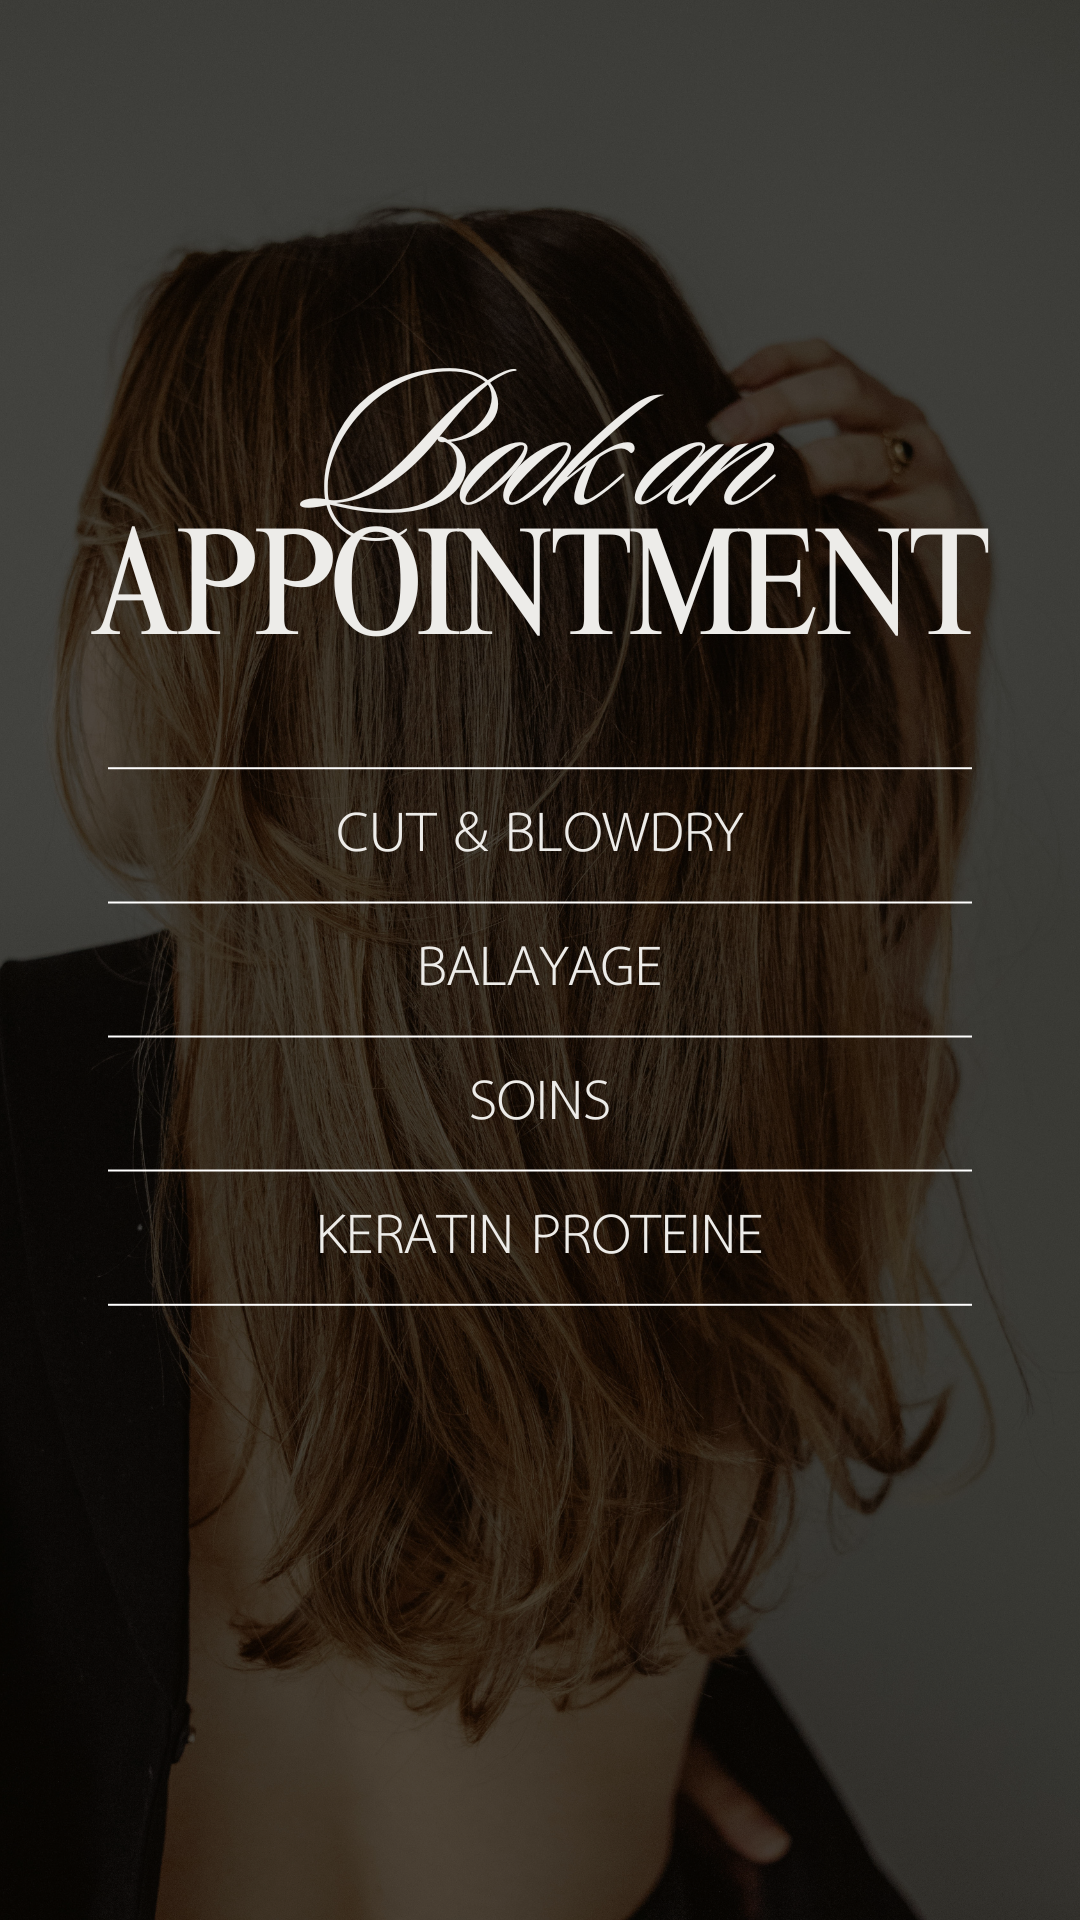 Book an
APPOINTMENT
CUT & BLOWDRY
BALAYAGE
SOINS
KERATIN PROTEINE